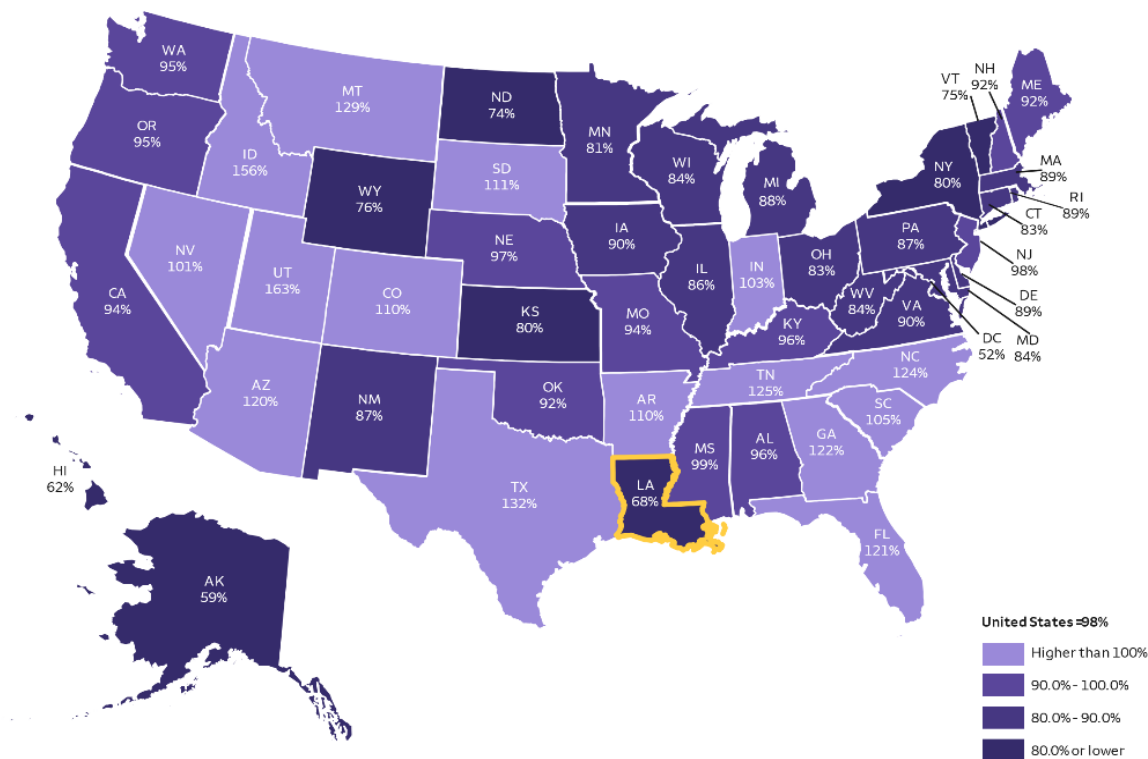 WA
95%
OR
95%
CA
94%
ID
156%
NV
101%
MT
129%
WY
76%
UT
163%
CO
110%
AZ
120%
NM
87%
ND
74%
SD
111%
NE
97%
KS
80%
OK
92%
TX
132%
MN
81%
IA
90%
MO
94%
AR
110%
LA
68%
WI
84%
IL
86%
MI
88%
IN
103%
OH
83%
KY
96%
TN
125%
MS
99%
AL
96%
GA
122%
FL
121%
SC
105%
NC
124%
VA
90%
WV
84%
PA
87%
NY
80%
VT
75%
NH
92%
ME
92%
MA
89%
RI
89%
CT
83%
NJ
98%
DE
89%
MD
84%
DC
52%
HI
62%
AK
59%
United States =98%
Higher than 100%
90.0% - 100.0%
80.0% - 90.0%
80.0% or lower